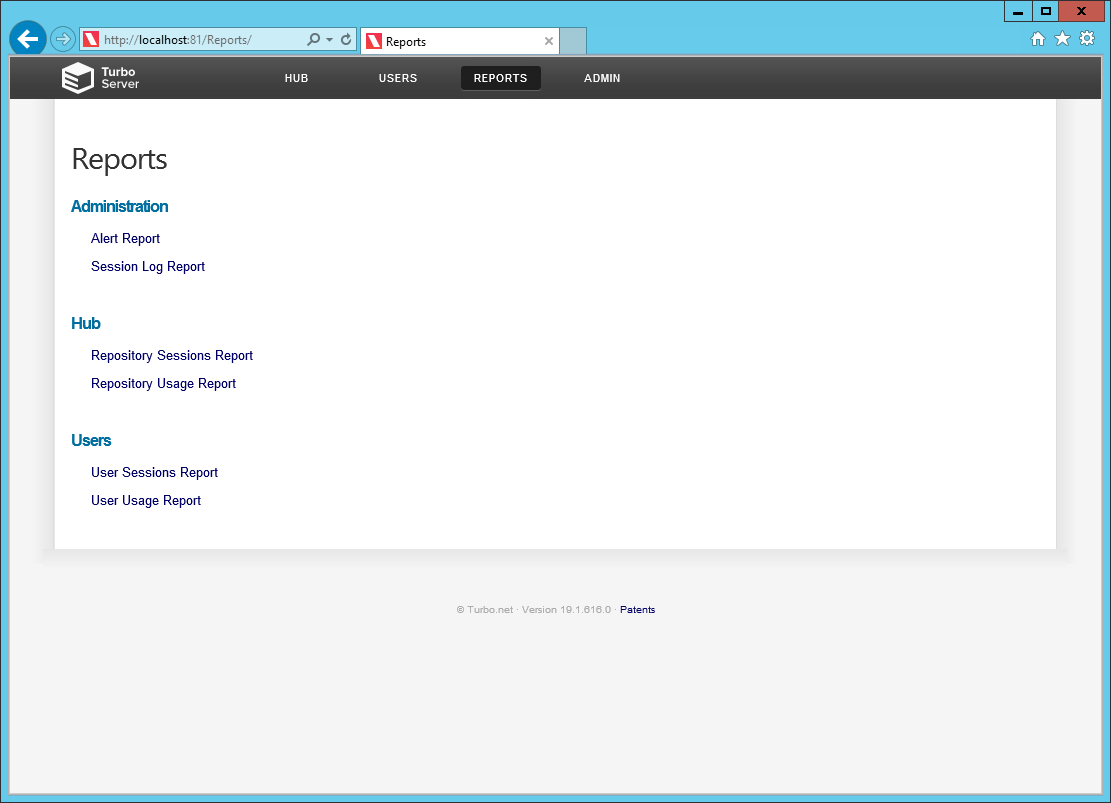 http://localhost:81/Reports/
Reports
Turbo
Server
HUB USERS REPORTS ADMIN
Reports
Administration
Alert Report
Session Log Report
Hub
Repository Sessions Report
Repository Usage Report
Users
User Sessions Report
User Usage Report
© Turbo.net · Version 19.1.616.0 · Patents